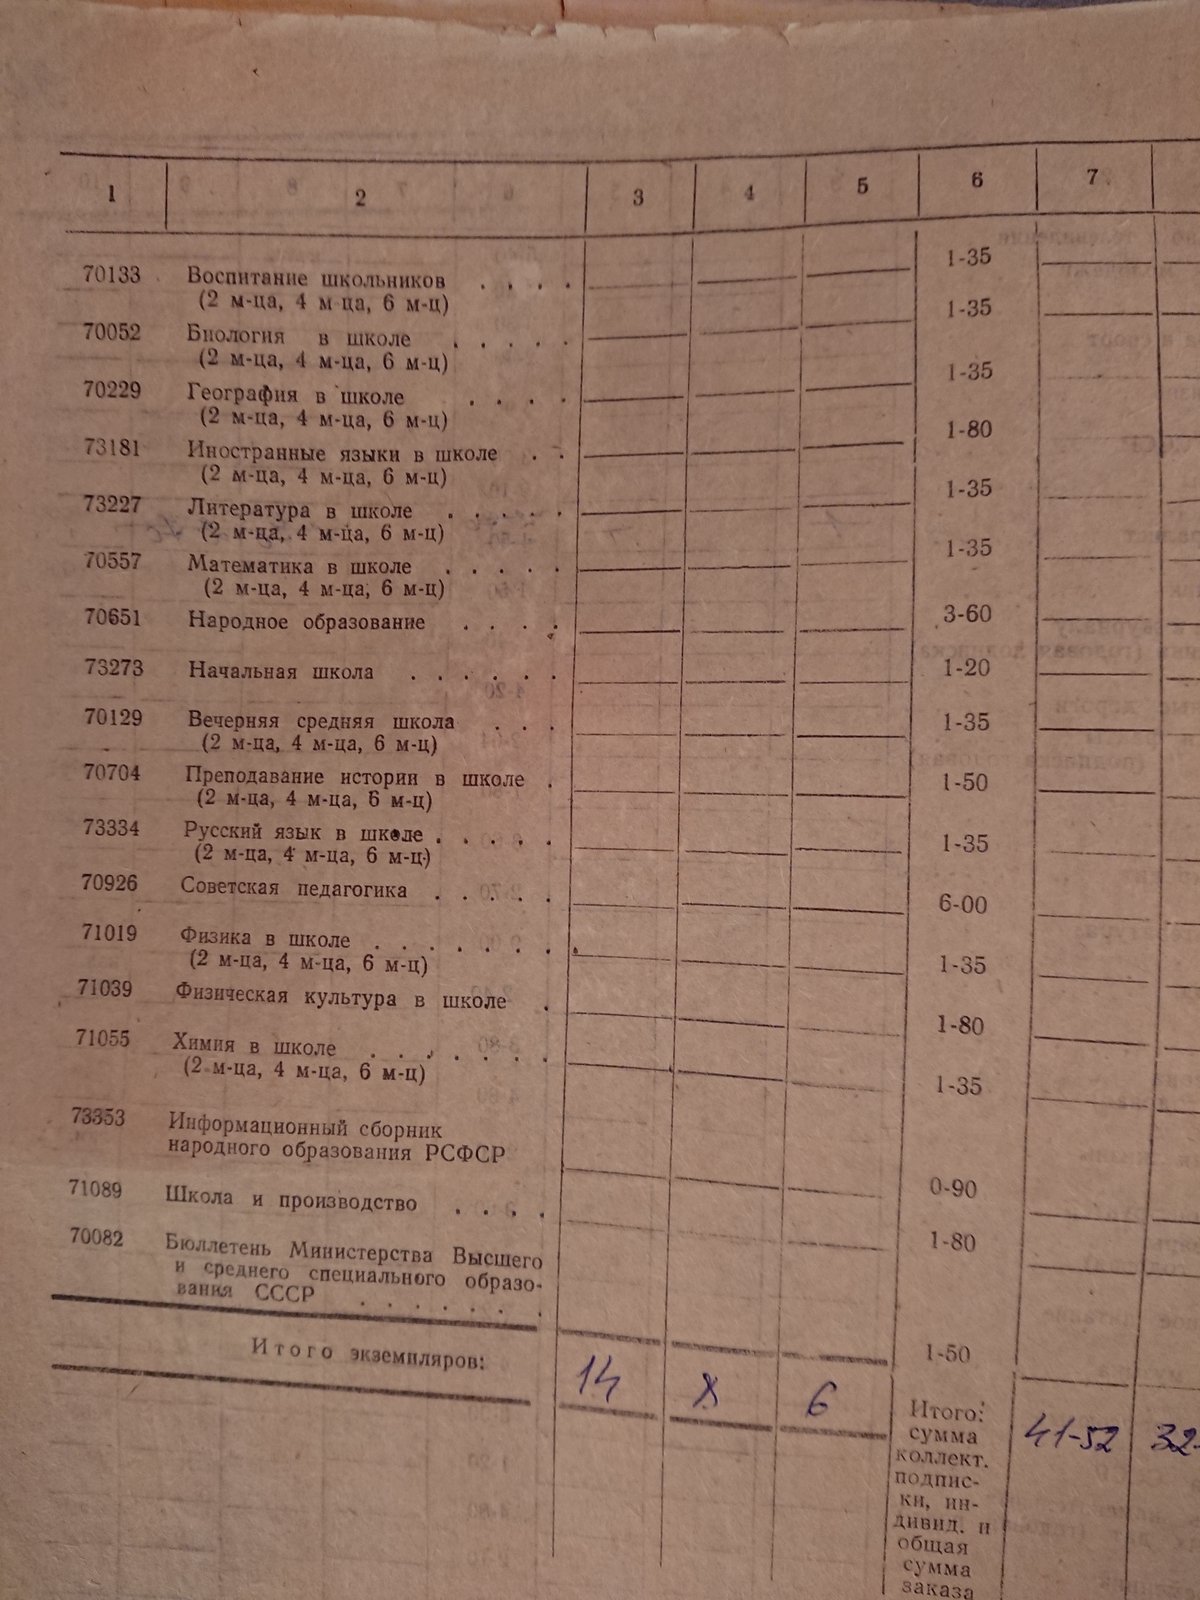 1 2 3 4 5 6 7
70133 Воспитание школьников . . . . 1-35
(2 м-ца, 4 м ца, 6 м-ц)
70052 Биология в школе . . . . . 1-35
(2 м-ца, 4 м-ца, 6 м-ц)
70229 География в школе . . . . 1-35
(2 м-ца, 4 м-ца, 6 м-ц)
73181 Иностранные языки в школе . . 1-80
(2 м-ца, 4 м-ца, 6 м-ц)
73227 Литература в школе . . . . . 1-35
(2 м-ца, 4 м-ца, 6 м-ц)
70557 Математика в школе . . . . . 1-35
(2 м-ца, 4 м-ца, 6 м-ц)
70651 Народное образование . . . . 3-60
73273 Начальная школа . . . . . . 1-20
70129 Вечерняя средняя школа . . . 1-35
(2 м-ца, 4 м-ца, 6 м-ц)
70704 Преподавание истории в школе . 1-50
(2 м-ца, 4 м-ца, 6 м-ц)
73334 Русский язык в школе . . . . . 1-35
(2 м-ца, 4 м-ца, 6 м-ц)
70926 Советская педагогика . . . . . 6-00
71019 Физика в школе . . . . . . . 1-35
(2 м-ца, 4 м-ца, 6 м-ц)
71039 Физическая культура в школе . 1-80
71055 Химия в школе . . . . . . . 1-35
(2 м-ца, 4 м-ца, 6 м-ц)
73353 Информационный сборник
народного образования РСФСР 0-90
71089 Школа и производство . . . . 1-80
70082 Бюллетень Министерства Высшего
и среднего специального образо-
вания СССР . . . . . . . 1-50
Итого экземпляров: 14 6
Итого:
сумма
коллект.
подпис-
ки, ин-
дивид. и
общая
сумма
заказа
41-52 32-